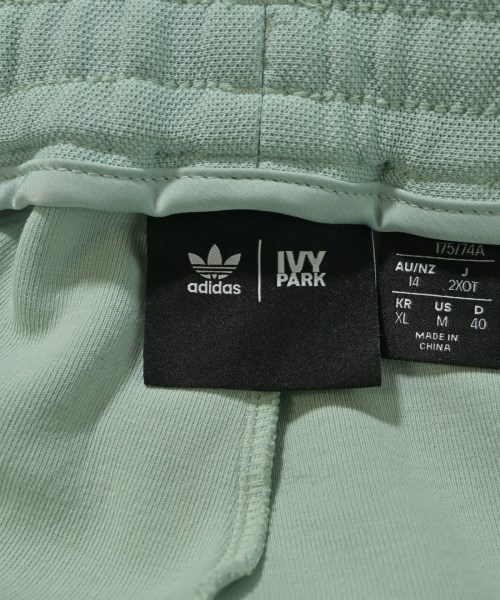 adidas
IVY
PARK
175/74A
AU/NZ J
14 2XOT
KR US D
XL M 40
MADE IN
CHINA